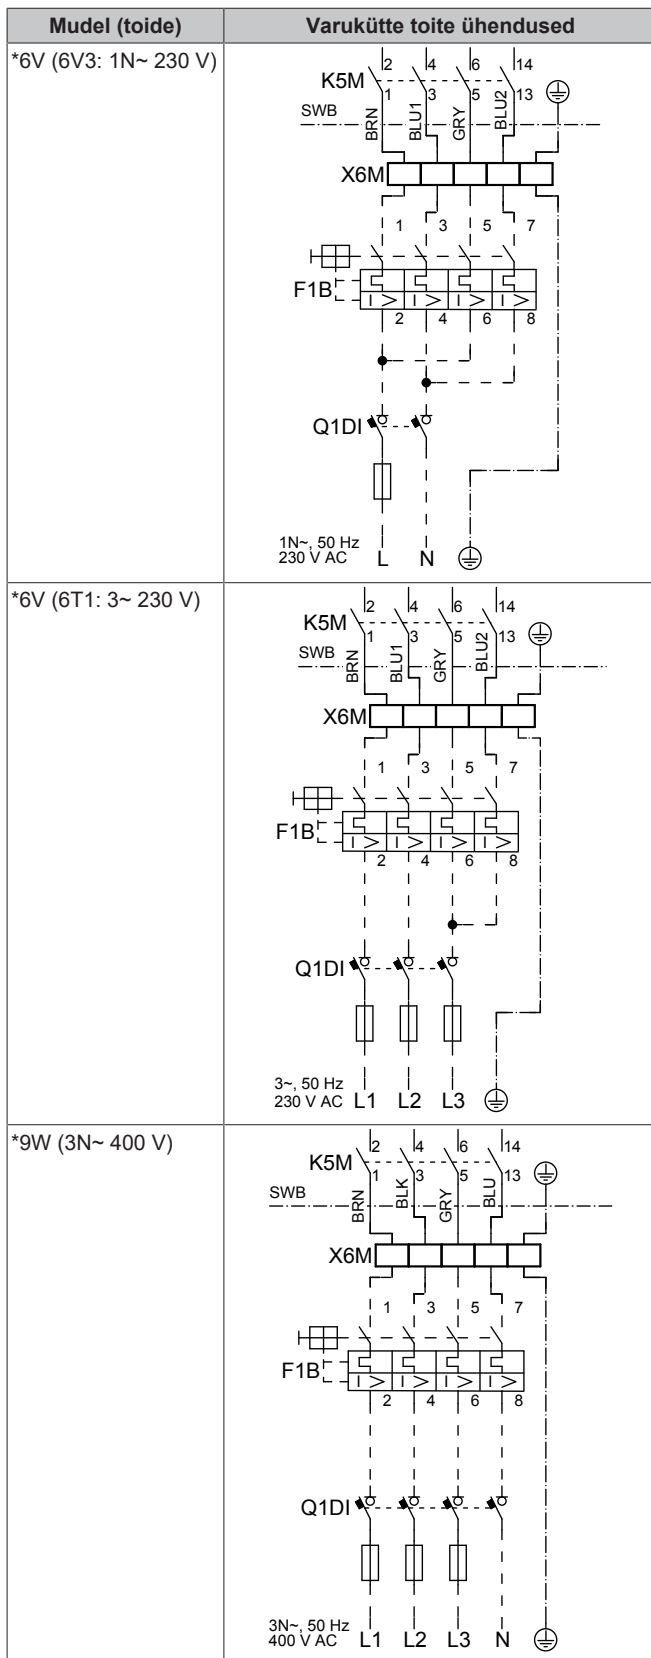 Mudel (toide) Varukütte toite ühendused
*6V (6V3: 1N~ 230 V)
2 4 6 14
K5M
1 3 5 13
SWB
BRN BLU1 GRY BLU2
X6M
1 3 5 7
F1B
I > I > I > I >
2 4 6 8
Q1DI
1N~, 50 Hz
230 V AC L N
*6V (6T1: 3~ 230 V)
2 4 6 14
K5M
1 3 5 13
SWB
BRN BLU1 GRY BLU2
X6M
1 3 5 7
F1B
I > I > I > I >
2 4 6 8
Q1DI
3~, 50 Hz
230 V AC L1 L2 L3
*9W (3N~ 400 V)
2 4 6 14
K5M
1 3 5 13
SWB
BRN BLK GRY BLU
X6M
1 3 5 7
F1B
I > I > I > I >
2 4 6 8
Q1DI
3N~, 50 Hz
400 V AC L1 L2 L3 N